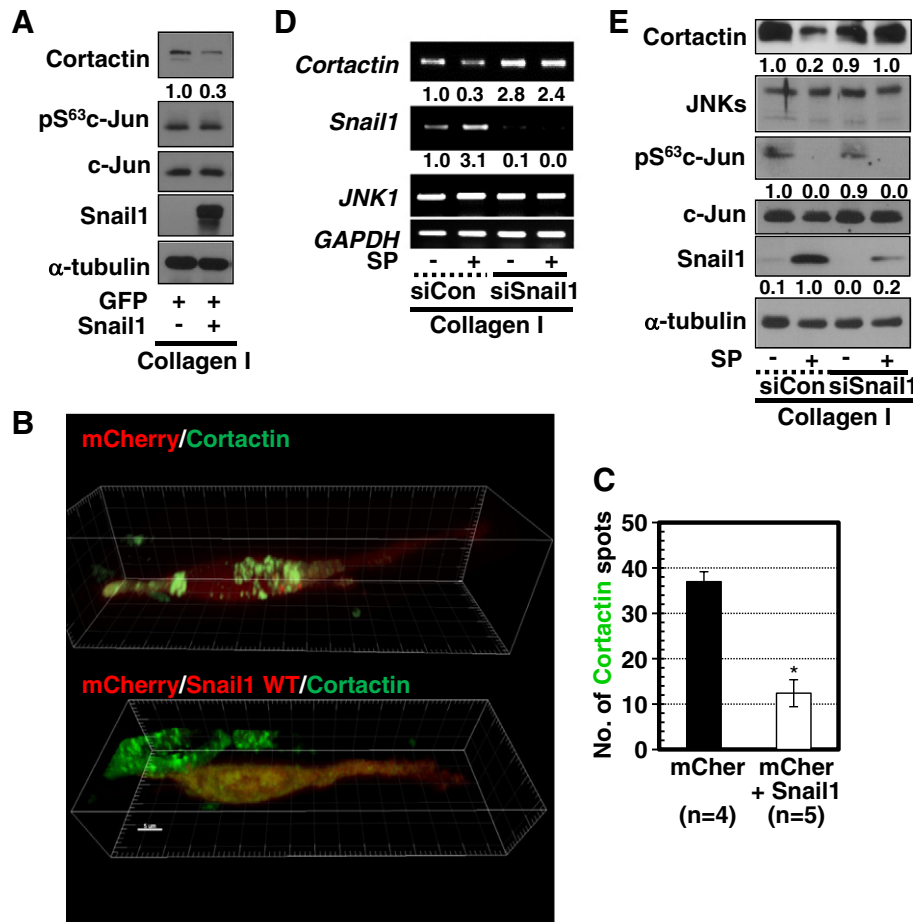 A
Cortactin
1.0 0.3
pS⁶³c-Jun
c-Jun
Snail1
α-tubulin
GFP + +
Snail1 - +
Collagen I
D
Cortactin
1.0 0.3 2.8 2.4
Snail1
1.0 3.1 0.1 0.0
JNK1
GAPDH
SP - + - +
siCon siSnail1
Collagen I
E
Cortactin
1.0 0.2 0.9 1.0
JNKs
pS⁶³c-Jun
1.0 0.0 0.9 0.0
c-Jun
Snail1
0.1 1.0 0.0 0.2
α-tubulin
SP - + - +
siCon siSnail1
Collagen I
B
mCherry/Cortactin
mCherry/Snail1 WT/Cortactin
5 µm
C
No. of Cortactin spots
50
40
30
20
10
0
*
mCher mCher
+ Snail1
(n=4) (n=5)